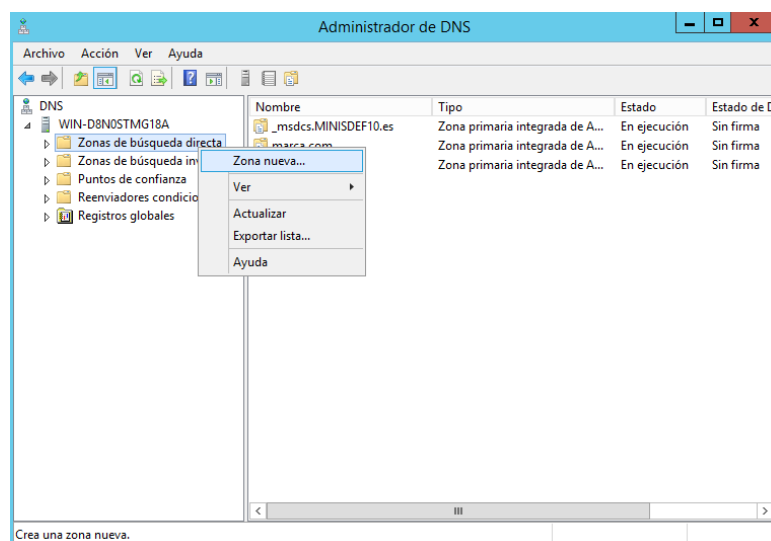 Administrador de DNS
Archivo Acción Ver Ayuda
DNS
WIN-D8N0STMG18A
Zonas de búsqueda directa
Zonas de búsqueda in
Puntos de confianza
Reenviadores condicio
Registros globales
Zona nueva...
Ver
Actualizar
Exportar lista...
Ayuda
Nombre Tipo Estado Estado de D
_msdcs.MINISDEF10.es Zona primaria integrada de A... En ejecución Sin firma
marca.com Zona primaria integrada de A... En ejecución Sin firma
Zona primaria integrada de A... En ejecución Sin firma
Crea una zona nueva.